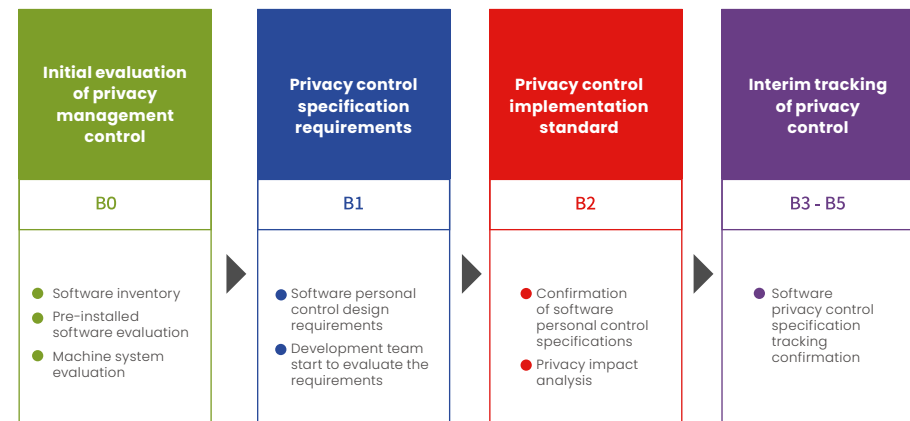 Initial evaluation
of privacy
management
control
B0
Software inventory
Pre-installed
software evaluation
Machine system
evaluation
Privacy control
specification
requirements
B1
Software personal
control design
requirements
Development team
start to evaluate the
requirements
Privacy control
implementation
standard
B2
Confirmation
of software
personal control
specifications
Privacy impact
analysis
Interim tracking
of privacy
control
B3 - B5
Software
privacy control
specification
tracking
confirmation